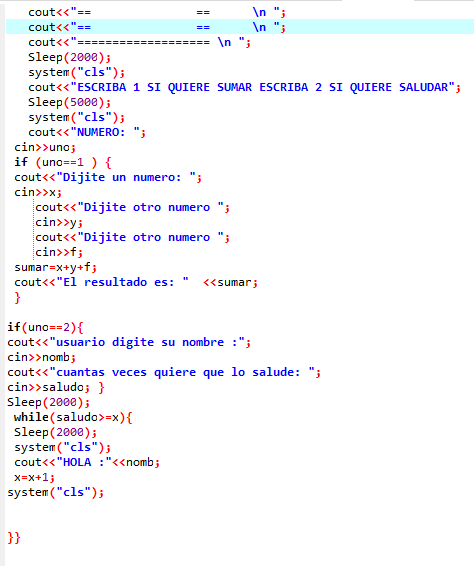 cout<<"==               ==      \n ";
cout<<"==               ==      \n ";
cout<<"=================== \n ";
Sleep(2000);
system("cls");
cout<<"ESCRIBA 1 SI QUIERE SUMAR ESCRIBA 2 SI QUIERE SALUDAR";
Sleep(5000);
system("cls");
cout<<"NUMERO: ";
cin>>uno;
if (uno==1 ) {
cout<<"Dijite un numero: ";
cin>>x;
cout<<"Dijite otro numero ";
cin>>y;
cout<<"Dijite otro numero ";
cin>>f;
sumar=x+y+f;
cout<<"El resultado es: "  <<sumar;
}
if(uno==2){
cout<<"usuario digite su nombre :";
cin>>nomb;
cout<<"cuantas veces quiere que lo salude: ";
cin>>saludo; }
Sleep(2000);
while(saludo>=x){
Sleep(2000);
system("cls");
cout<<"HOLA :"<<nomb;
x=x+1;
system("cls");
}}